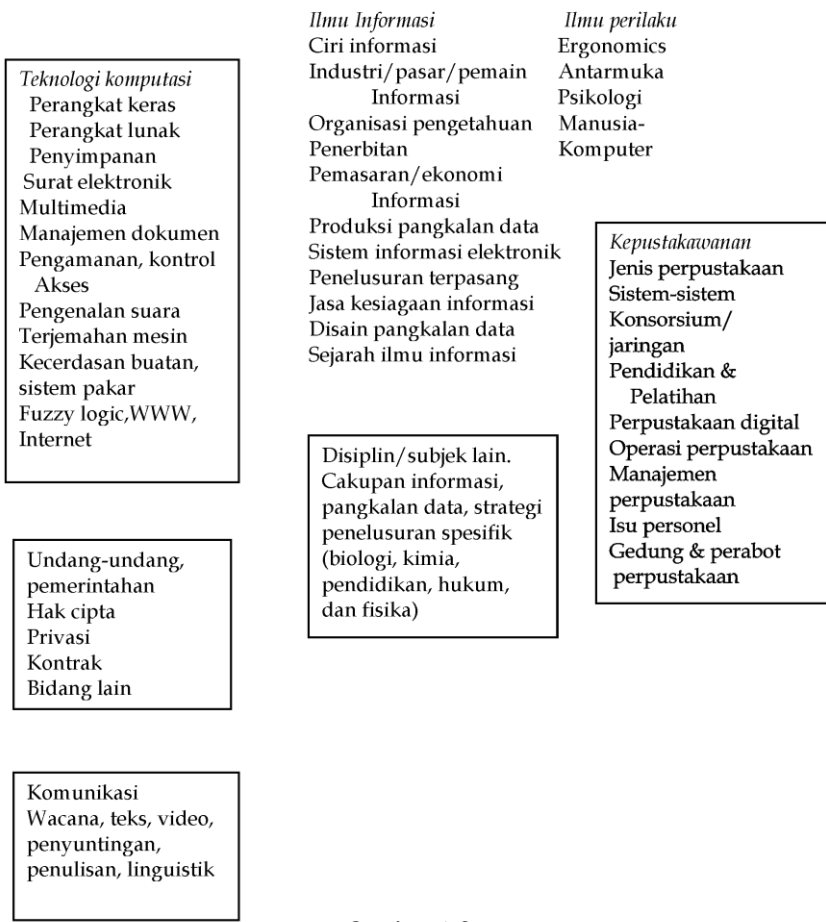 Teknologi komputasi
Perangkat keras
Perangkat lunak
Penyimpanan
Surat elektronik
Multimedia
Manajemen dokumen
Pengamanan, kontrol
Akses
Pengenalan suara
Terjemahan mesin
Kecerdasan buatan,
sistem pakar
Fuzzy logic,WWW,
Internet
Undang-undang,
pemerintahan
Hak cipta
Privasi
Kontrak
Bidang lain
Komunikasi
Wacana, teks, video,
penyuntingan,
penulisan, linguistik
Ilmu Informasi
Ciri informasi
Industri/pasar/pemain
Informasi
Organisasi pengetahuan
Penerbitan
Pemasaran/ekonomi
Informasi
Produksi pangkalan data
Sistem informasi elektronik
Penelusuran terpasang
Jasa kesiagaan informasi
Disain pangkalan data
Sejarah ilmu informasi
Disiplin/subjek lain.
Cakupan informasi,
pangkalan data, strategi
penelusuran spesifik
(biologi, kimia,
pendidikan, hukum,
dan fisika)
Ilmu perilaku
Ergonomics
Antarmuka
Psikologi
Manusia-
Komputer
Kepustakawanan
Jenis perpustakaan
Sistem-sistem
Konsorsium/
jaringan
Pendidikan &
Pelatihan
Perpustakaan digital
Operasi perpustakaan
Manajemen
perpustakaan
Isu personel
Gedung & perabot
perpustakaan